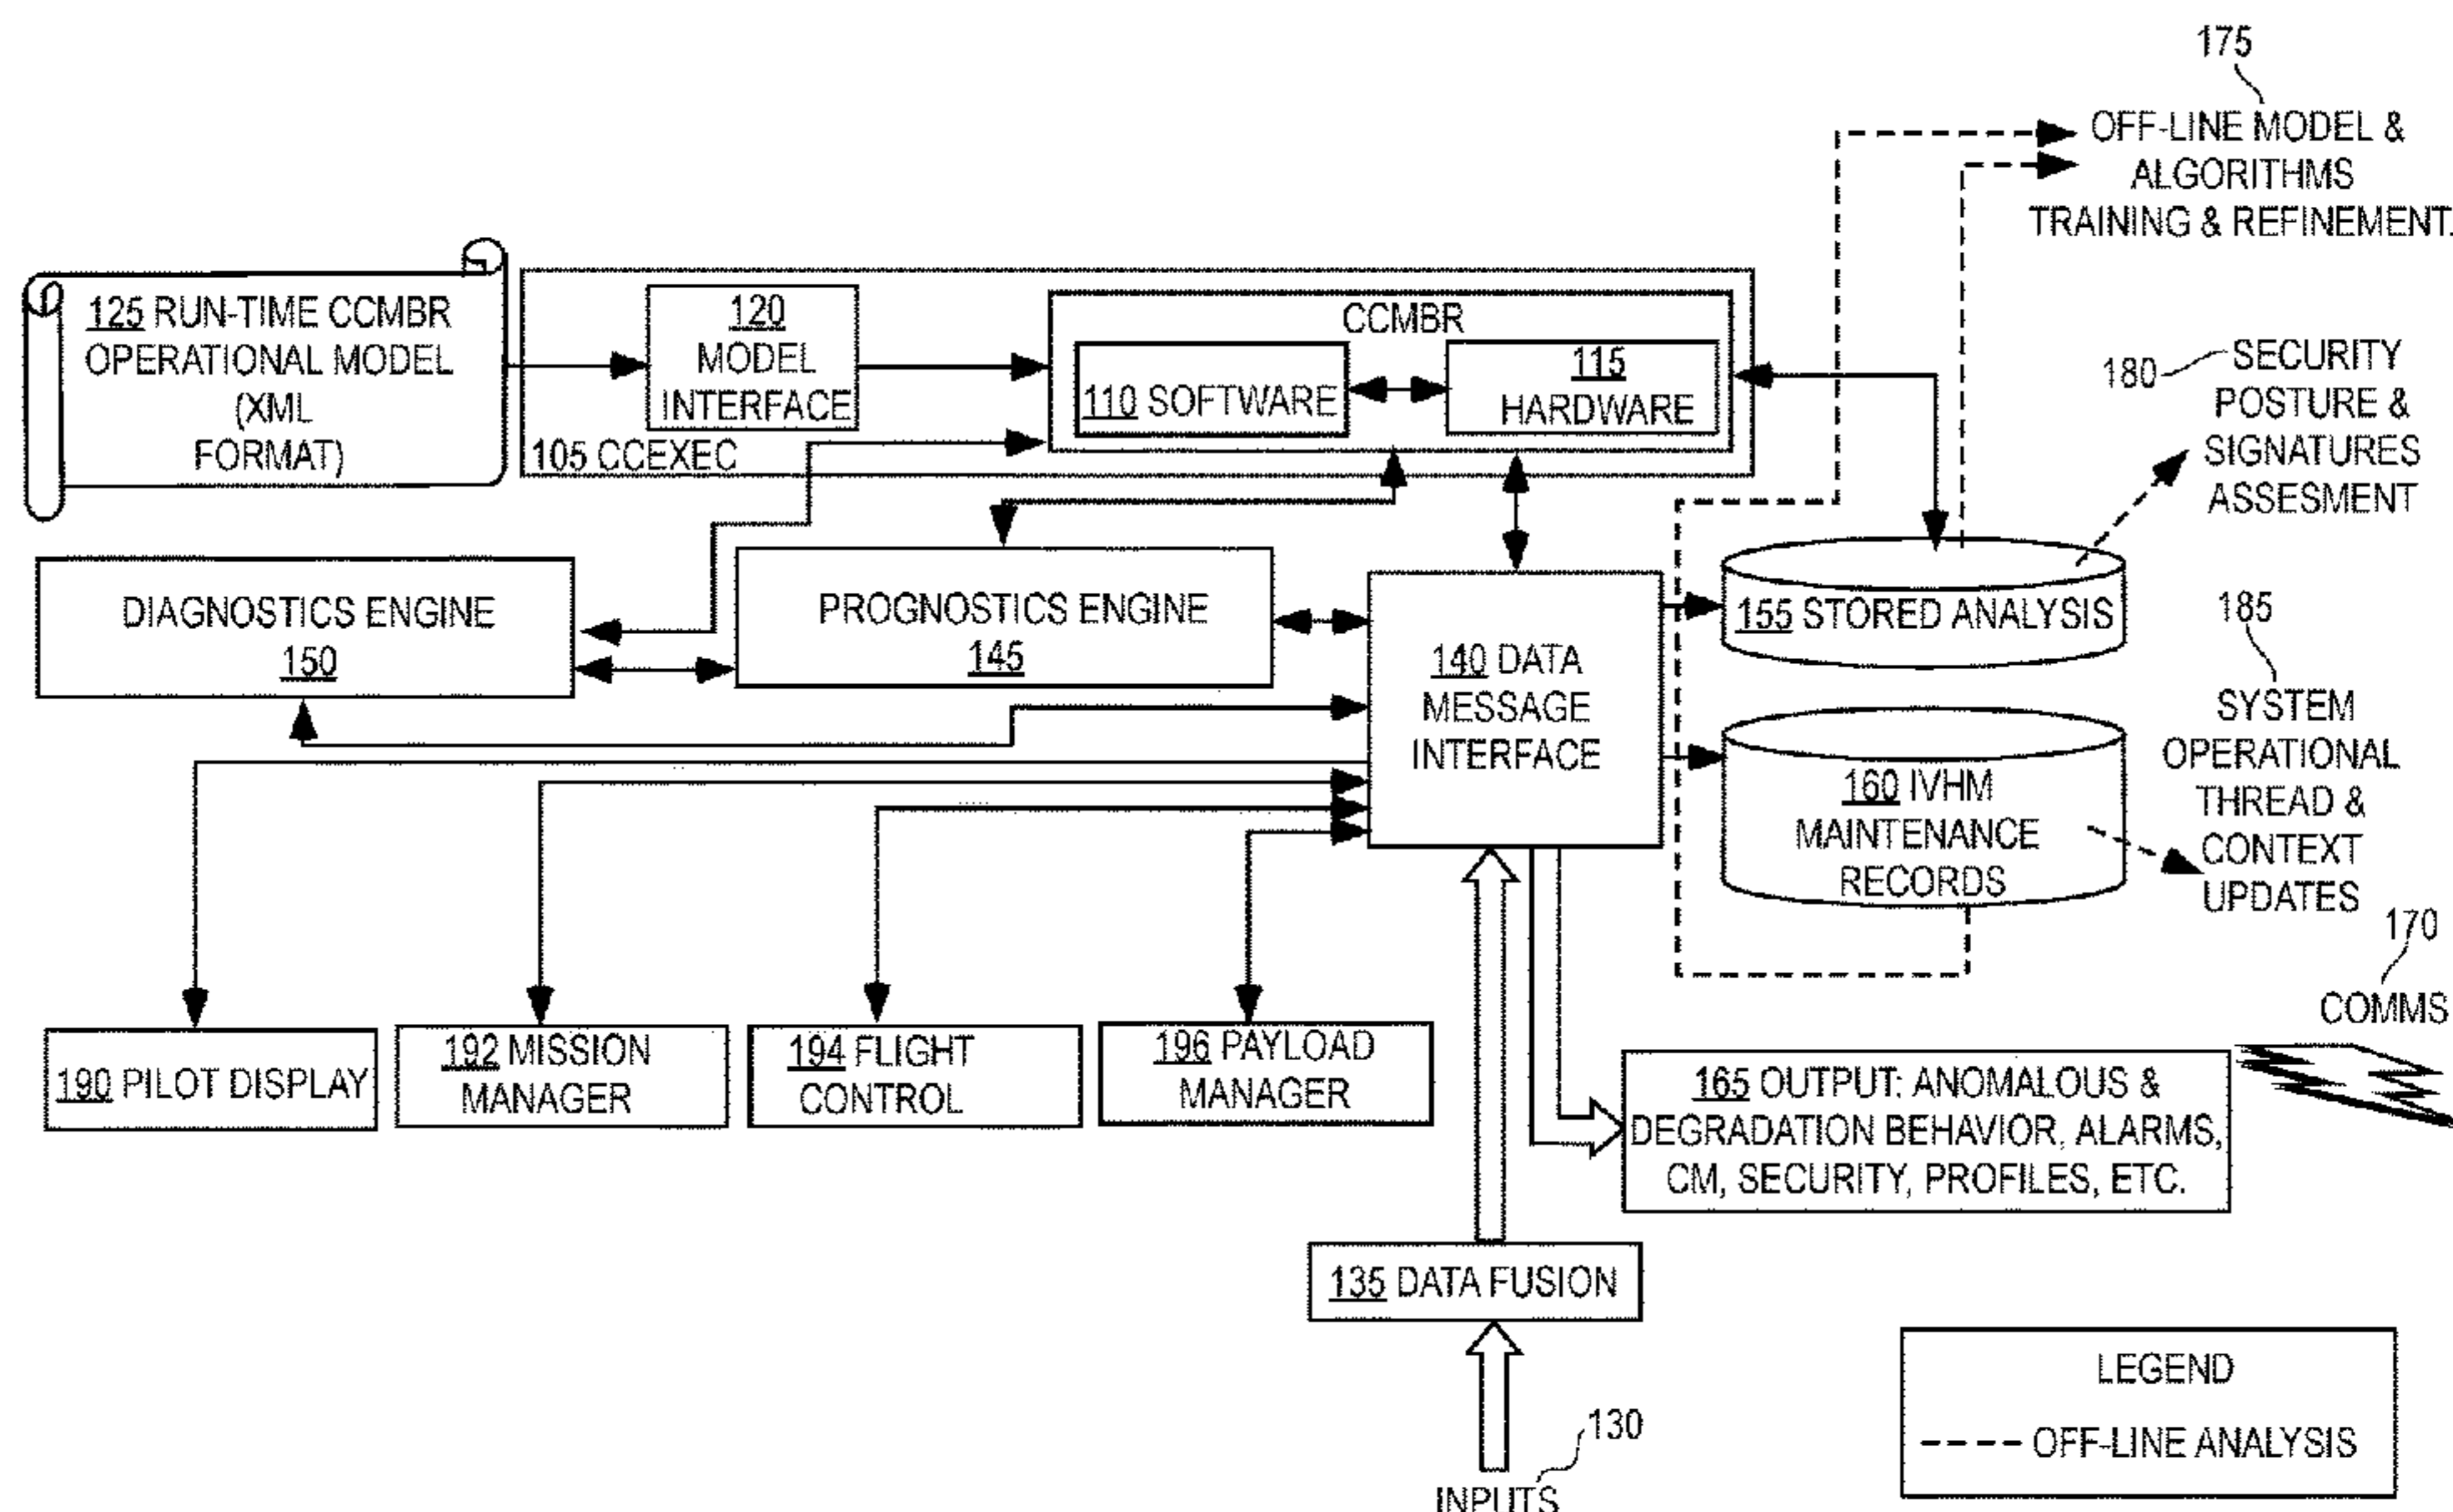 175
OFF-LINE MODEL &
ALGORITHMS
TRAINING & REFINEMENT.
125 RUN-TIME CCMBR
OPERATIONAL MODEL
(XML
FORMAT)
120
MODEL
INTERFACE
105 CCEXEC
CCMBR
110 SOFTWARE
115
HARDWARE
180
SECURITY
POSTURE &
SIGNATURES
ASSESMENT
DIAGNOSTICS ENGINE
150
PROGNOSTICS ENGINE
145
140 DATA
MESSAGE
INTERFACE
155 STORED ANALYSIS
160 IVHM
MAINTENANCE
RECORDS
185
SYSTEM
OPERATIONAL
THREAD &
CONTEXT
UPDATES
170
COMMS
190 PILOT DISPLAY
192 MISSION
MANAGER
194 FLIGHT
CONTROL
196 PAYLOAD
MANAGER
165 OUTPUT: ANOMALOUS &
DEGRADATION BEHAVIOR, ALARMS,
CM, SECURITY, PROFILES, ETC.
135 DATA FUSION
130
INPUTS
LEGEND
OFF-LINE ANALYSIS